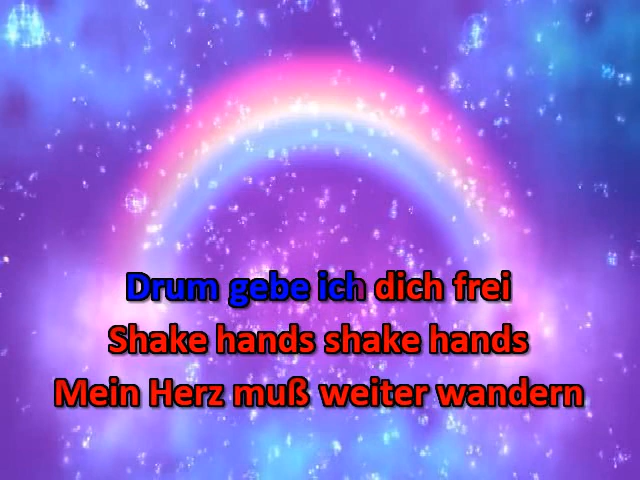 Drum gebe ich dich frei
Shake hands shake hands
Mein Herz muß weiter wandern